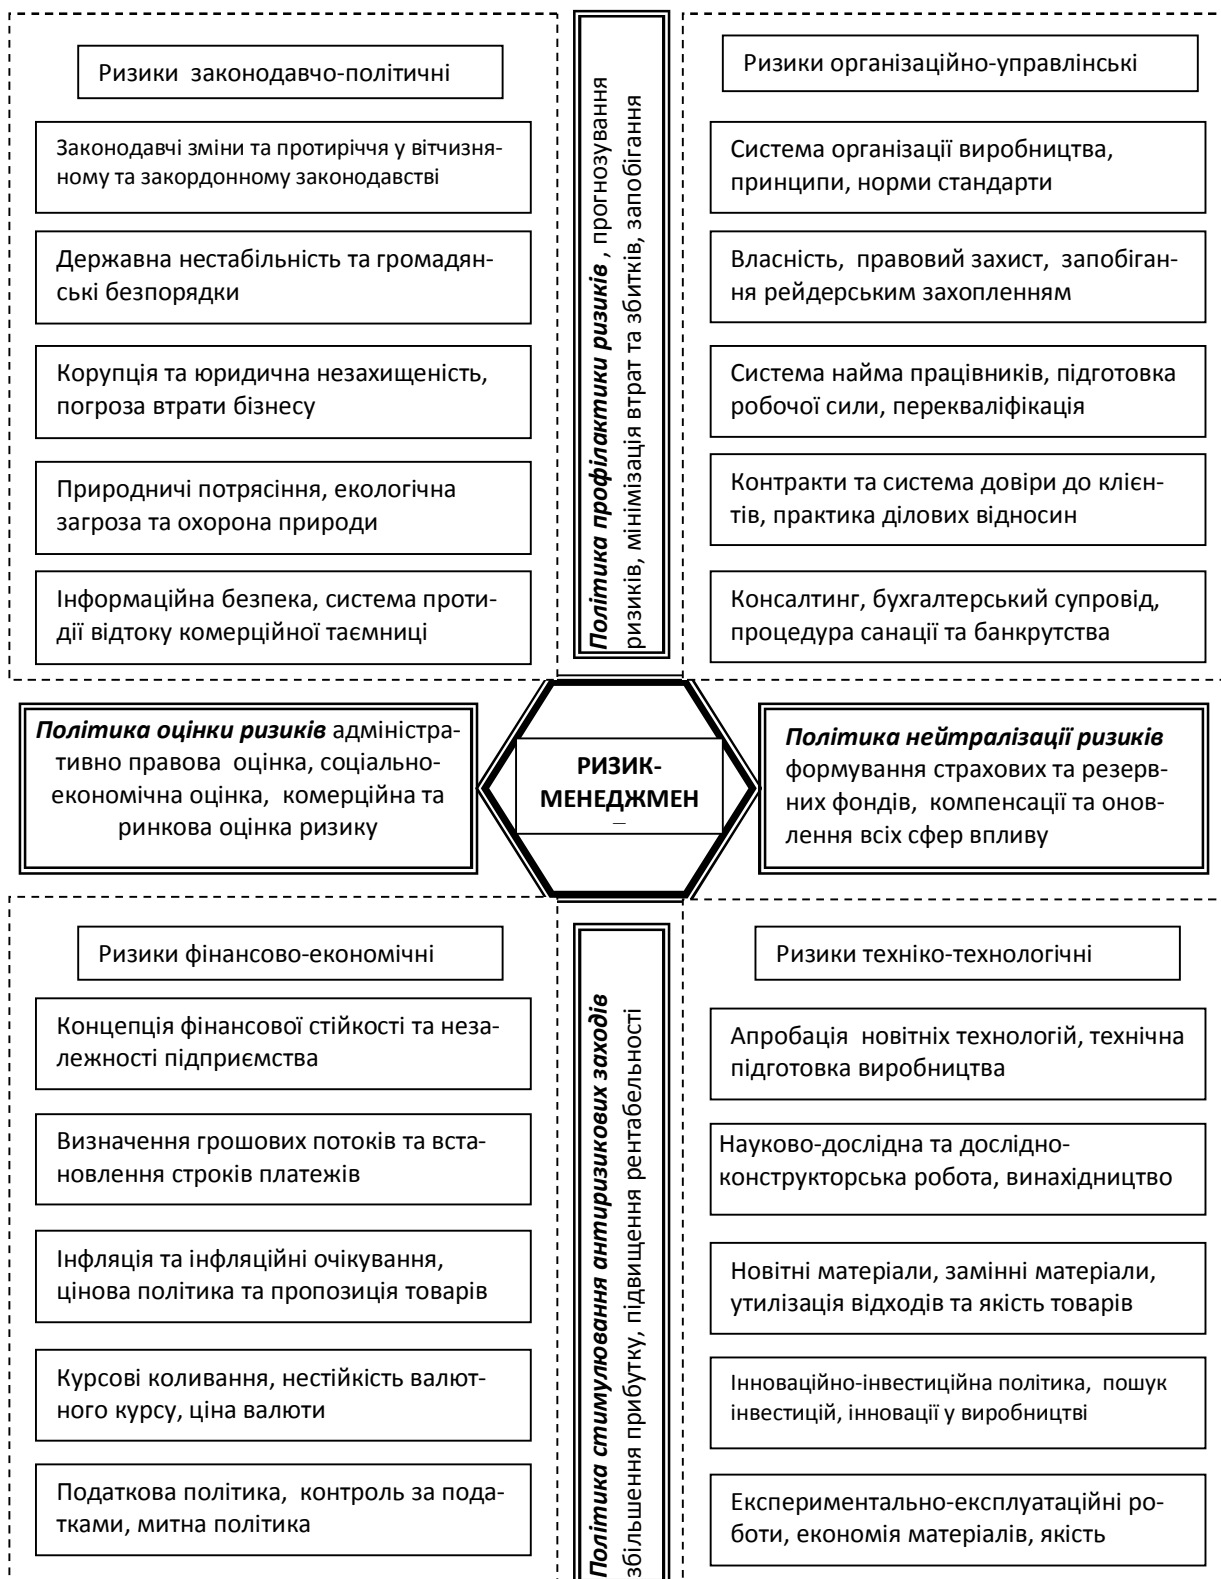 Ризики законодавчо-політичні
Законодавчі зміни та протиріччя у вітчизня-
ному та закордонному законодавстві
Державна нестабільність та громадян-
ські безпорядки
Корупція та юридична незахищеність,
погроза втрати бізнесу
Природничі потрясіння, екологічна
загроза та охорона природи
Інформаційна безпека, система проти-
дії відтоку комерційної таємниці
Політика профілактики ризиків , прогнозування
ризиків, мінімізація втрат та збитків, запобігання
Ризики організаційно-управлінські
Система організації виробництва,
принципи, норми стандарти
Власність, правовий захист, запобіган-
ня рейдерським захопленням
Система найма працівників, підготовка
робочої сили, перекваліфікація
Контракти та система довіри до клієн-
тів, практика ділових відносин
Консалтинг, бухгалтерський супровід,
процедура санації та банкрутства
Політика оцінки ризиків адміністра-
тивно правова оцінка, соціально-
економічна оцінка, комерційна та
ринкова оцінка ризику
РИЗИК-
МЕНЕДЖМЕН
Політика нейтралізації ризиків
формування страхових та резерв-
них фондів, компенсації та онов-
лення всіх сфер впливу
Ризики фінансово-економічні
Концепція фінансової стійкості та неза-
лежності підприємства
Визначення грошових потоків та вста-
новлення строків платежів
Інфляція та інфляційні очікування,
цінова політика та пропозиція товарів
Курсові коливання, нестійкість валют-
ного курсу, ціна валюти
Податкова політика, контроль за пода-
тками, митна політика
Політика стимулювання антиризикових заходів
збільшення прибутку, підвищення рентабельності
Ризики техніко-технологічні
Апробація новітніх технологій, технічна
підготовка виробництва
Науково-дослідна та дослідно-
конструкторська робота, винахідництво
Новітні матеріали, замінні матеріали,
утилізація відходів та якість товарів
Інноваційно-інвестиційна політика, пошук
інвестицій, інновації у виробництві
Експериментально-експлуатаційні ро-
боти, економія матеріалів, якість